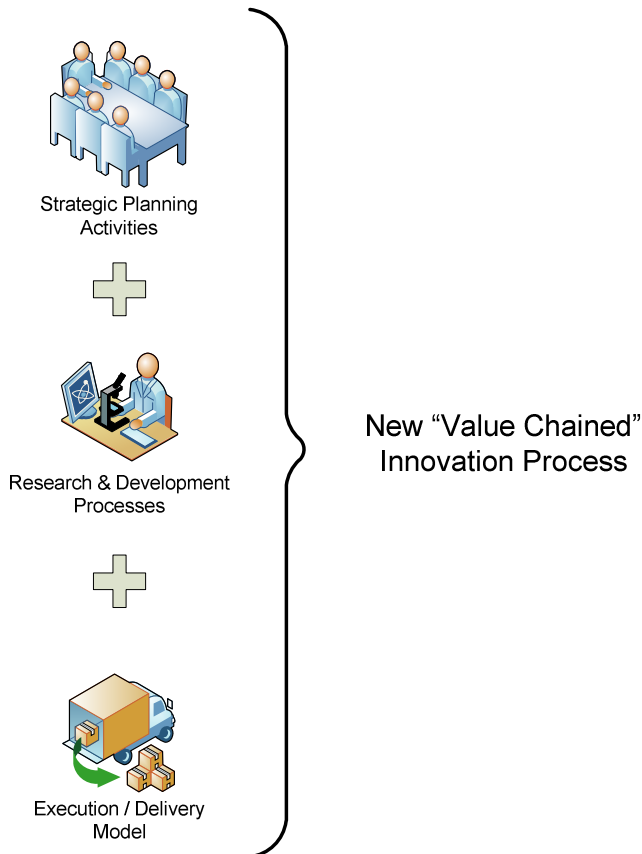 Strategic Planning
Activities
Research & Development
Processes
Execution / Delivery
Model
New “Value Chained”
Innovation Process